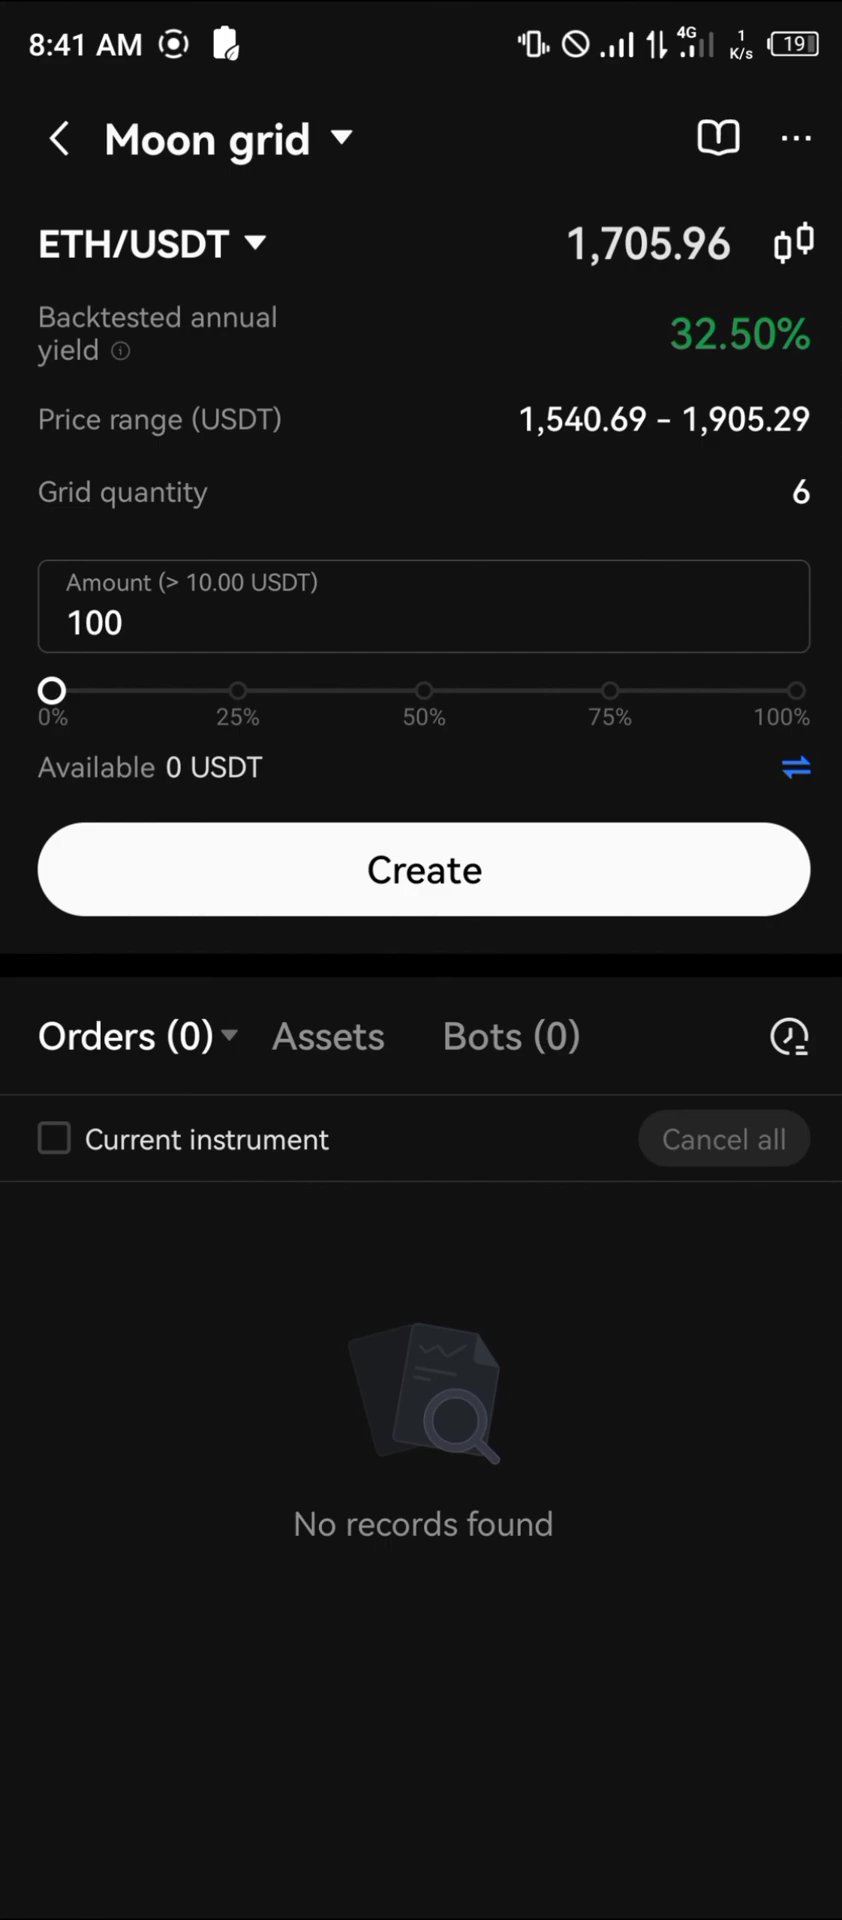 8:41 AM
4G 1 K/s 19
Moon grid
ETH/USDT 1,705.96
Backtested annual
yield 32.50%
Price range (USDT) 1,540.69 - 1,905.29
Grid quantity 6
Amount (> 10.00 USDT)
100
0% 25% 50% 75% 100%
Available 0 USDT
Create
Orders (0) Assets Bots (0)
Current instrument Cancel all
No records found